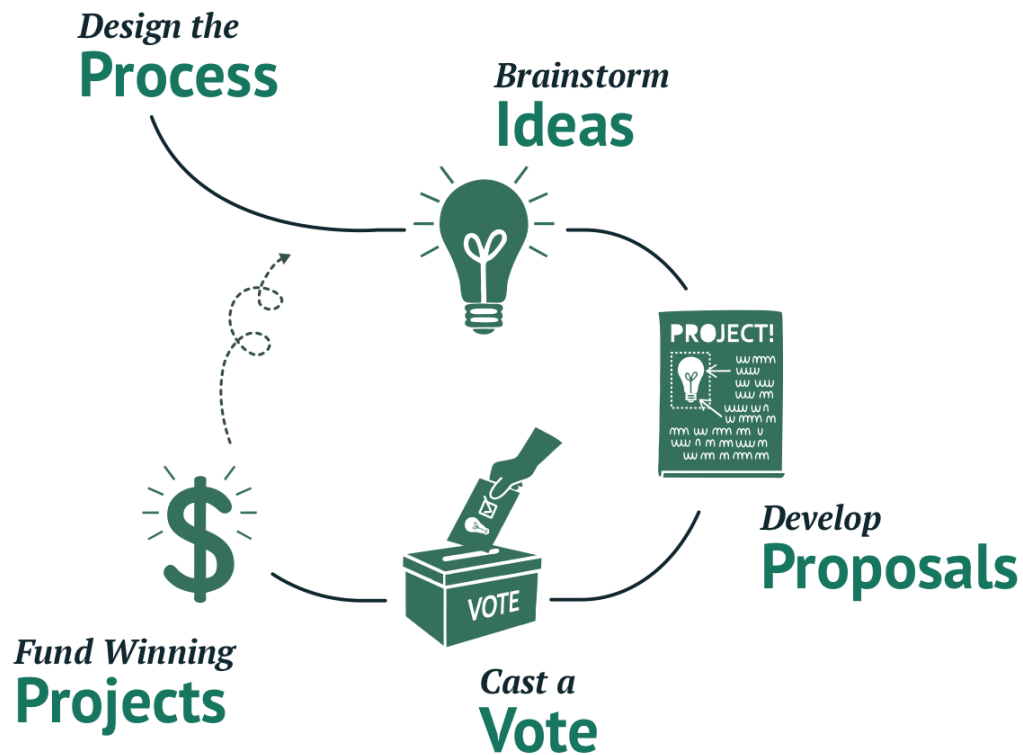 Design the
Process
Brainstorm
Ideas
PROJECT!
Develop
Proposals
VOTE
Cast a
Vote
Fund Winning
Projects